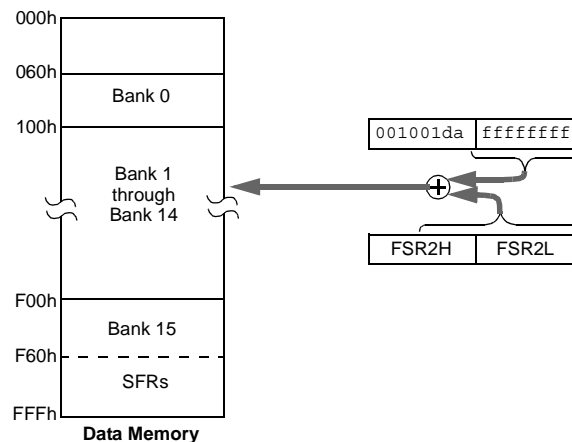 000h
060h
Bank 0
100h
001001da ffffffff
Bank 1
through
Bank 14
FSR2H FSR2L
F00h
Bank 15
F60h
SFRs
FFFh
Data Memory